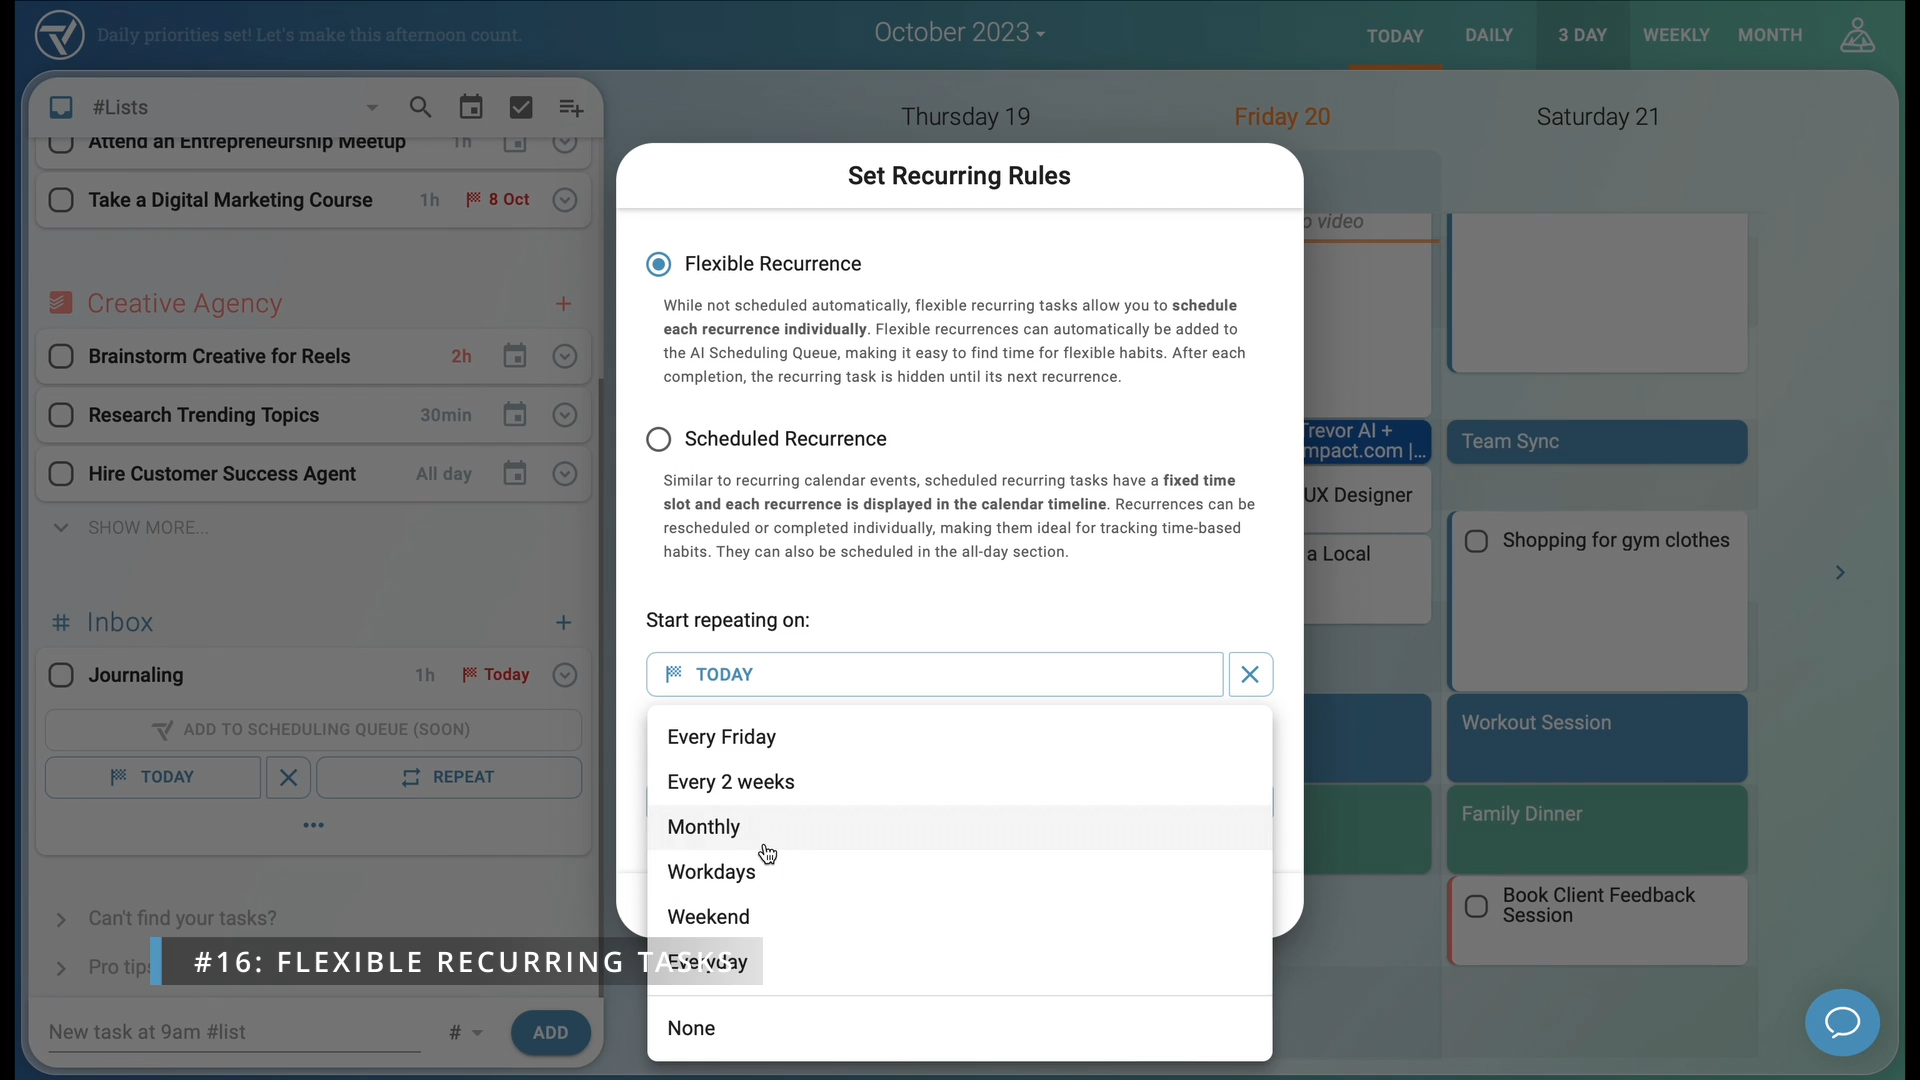 Daily priorities set! Let's make this afternoon count.
October 2023
TODAY
DAILY
3 DAY
WEEKLY
MONTH
#Lists
Attend an Entrepreneurship Meetup 1h
Take a Digital Marketing Course 1h 8 Oct
Creative Agency +
Brainstorm Creative for Reels 2h
Research Trending Topics 30min
Hire Customer Success Agent All day
SHOW MORE...
# Inbox +
Journaling 1h Today
ADD TO SCHEDULING QUEUE (SOON)
TODAY
REPEAT
Can't find your tasks?
Pro tips
#16: FLEXIBLE RECURRING TASKS
New task at 9am #list
#
ADD
Set Recurring Rules
Flexible Recurrence
While not scheduled automatically, flexible recurring tasks allow you to schedule
each recurrence individually. Flexible recurrences can automatically be added to
the AI Scheduling Queue, making it easy to find time for flexible habits. After each
completion, the recurring task is hidden until its next recurrence.
Scheduled Recurrence
Similar to recurring calendar events, scheduled recurring tasks have a fixed time
slot and each recurrence is displayed in the calendar timeline. Recurrences can be
rescheduled or completed individually, making them ideal for tracking time-based
habits. They can also be scheduled in the all-day section.
Start repeating on:
TODAY
Every Friday
Every 2 weeks
Monthly
Workdays
Weekend
Everyday
None
Thursday 19
Friday 20
Saturday 21
o video
Trevor AI +
mpact.com |...
UX Designer
a Local
Team Sync
Shopping for gym clothes
Workout Session
Family Dinner
Book Client Feedback
Session